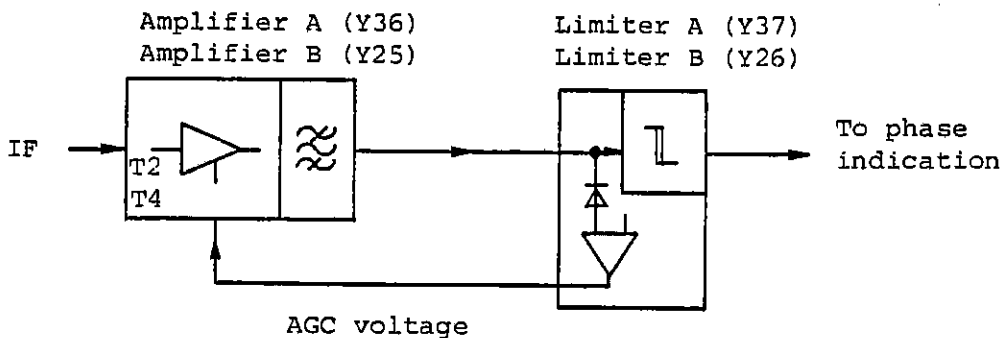 Amplifier A (Y36)
Amplifier B (Y25)
Limiter A (Y37)
Limiter B (Y26)
IF
T2
T4
To phase
indication
AGC voltage